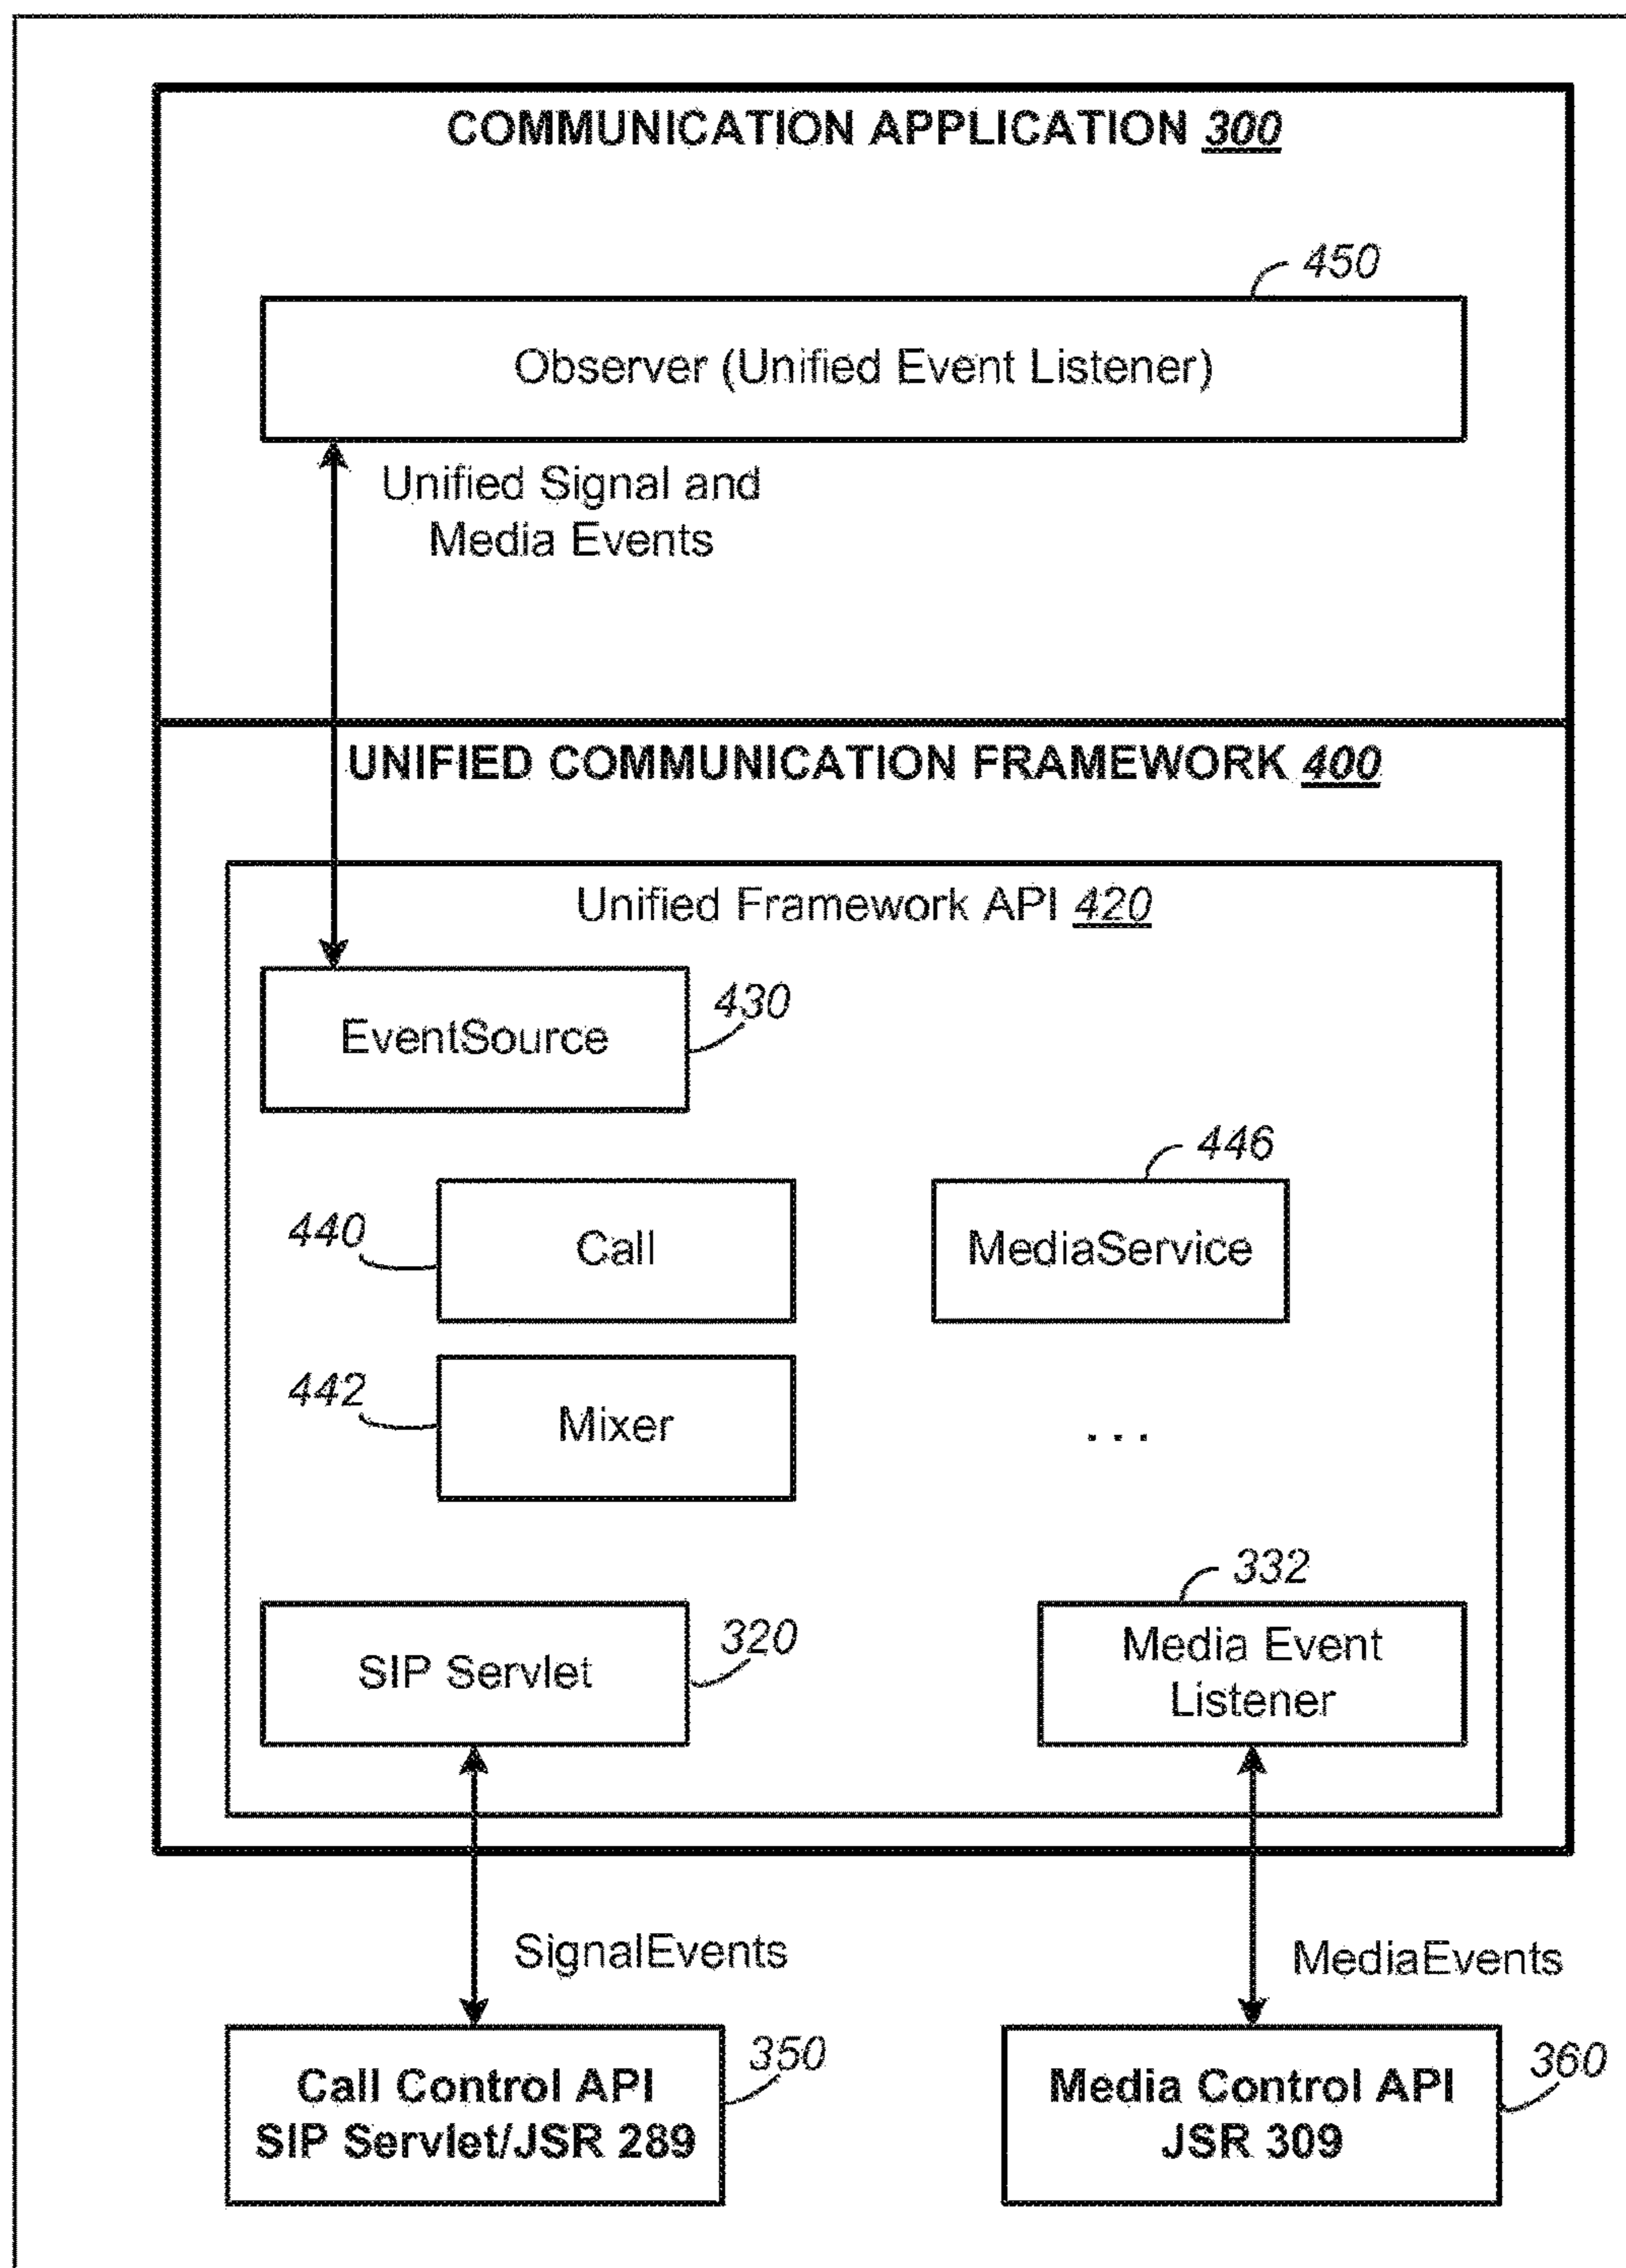 COMMUNICATION APPLICATION 300
450
Observer (Unified Event Listener)
Unified Signal and
Media Events
UNIFIED COMMUNICATION FRAMEWORK 400
Unified Framework API 420
EventSource
430
446
440
Call
MediaService
442
Mixer
. . .
332
SIP Servlet
320
Media Event
Listener
SignalEvents
MediaEvents
Call Control API
SIP Servlet/JSR 289
350
Media Control API
JSR 309
360